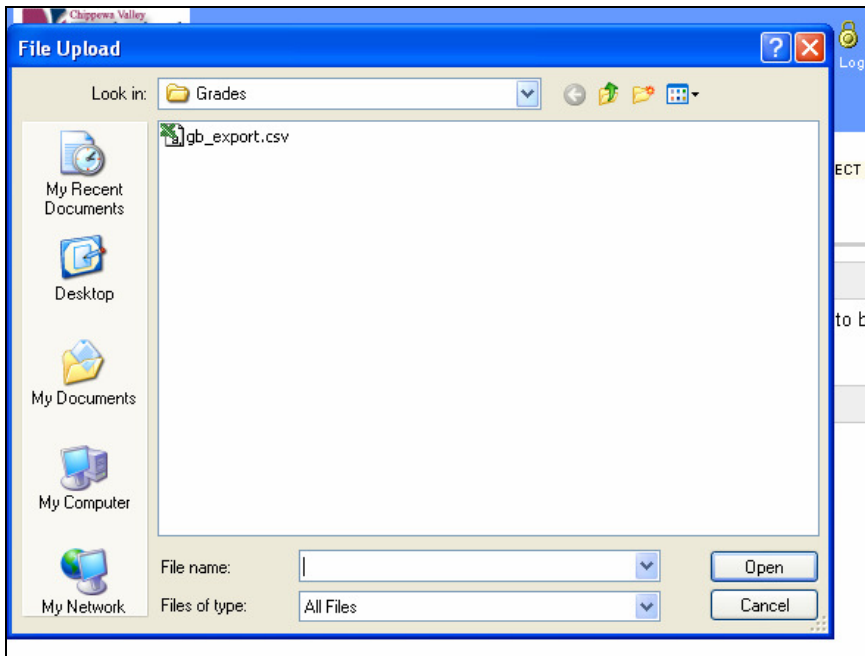 Chippewa Valley
File Upload
Log
Look in:
Grades
gb_export.csv
My Recent
Documents
Desktop
My Documents
My Computer
My Network
ECT
to b
File name:
Open
Files of type:
All Files
Cancel